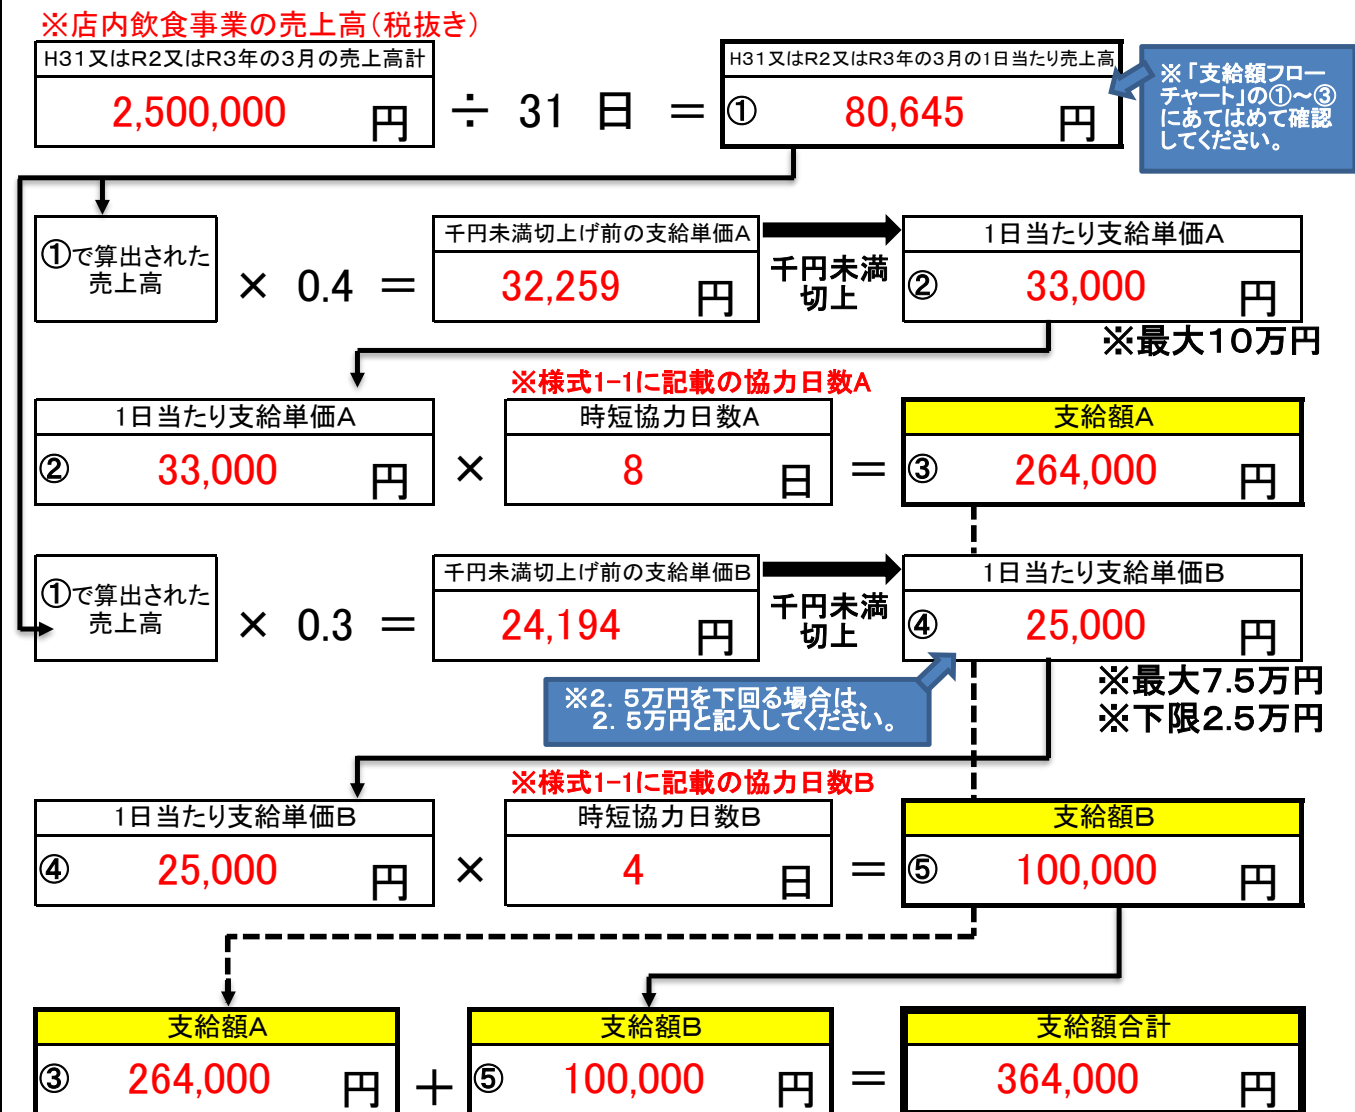 ※店内飲食事業の売上高(税抜き)
H31又はR2又はR3年の3月の売上高計
2,500,000 円
÷ 31 日 =
H31又はR2又はR3年の3月の1日当たり売上高
① 80,645 円
※「支給額フロー
チャート」の①～③
にあてはめて確認
してください。
①で算出された
売上高
× 0.4 =
千円未満切上げ前の支給単価A
32,259 円
千円未満
切上
1日当たり支給単価A
② 33,000 円
※最大10万円
※様式1-1に記載の協力日数A
1日当たり支給単価A
② 33,000 円
×
時短協力日数A
8 日
=
支給額A
③ 264,000 円
①で算出された
売上高
× 0.3 =
千円未満切上げ前の支給単価B
24,194 円
千円未満
切上
1日当たり支給単価B
④ 25,000 円
※2．5万円を下回る場合は、
2．5万円と記入してください。
※最大7.5万円
※下限2.5万円
※様式1-1に記載の協力日数B
1日当たり支給単価B
④ 25,000 円
×
時短協力日数B
4 日
=
支給額B
⑤ 100,000 円
支給額A
③ 264,000 円
+
支給額B
⑤ 100,000 円
=
支給額合計
364,000 円